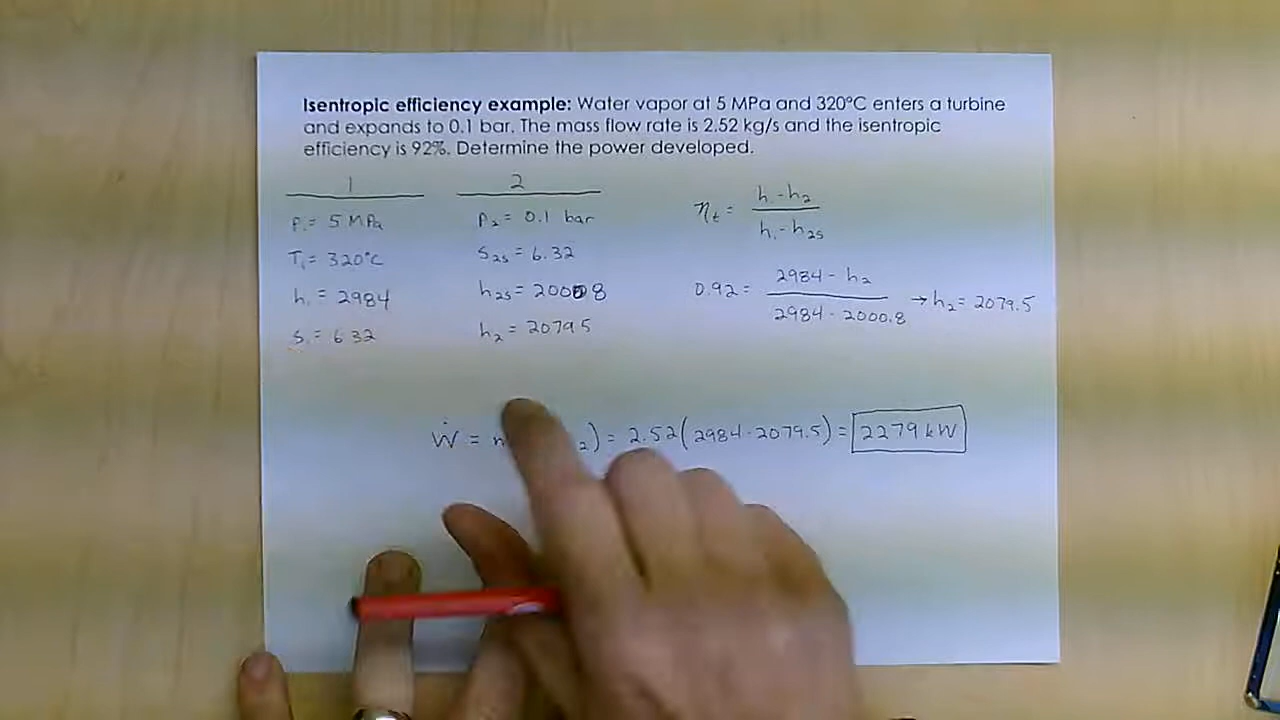 Isentropic efficiency example: Water vapor at 5 MPa and 320°C enters a turbine
and expands to 0.1 bar. The mass flow rate is 2.52 kg/s and the isentropic
efficiency is 92%. Determine the power developed.
1
P₁= 5 MPa
T₁= 320°C
h₁ = 2984
s₁= 6.32
2
P₂= 0.1 bar
s₂s = 6.32
h₂s = 2000.8
h₂ = 2079.5
ηt = (h₁-h₂)/(h₁-h₂s)
0.92 = (2984 - h₂)/(2984 - 2000.8) → h₂ = 2079.5
Ẇ = ₂) = 2.52(2984-2079.5) = 2279 kW